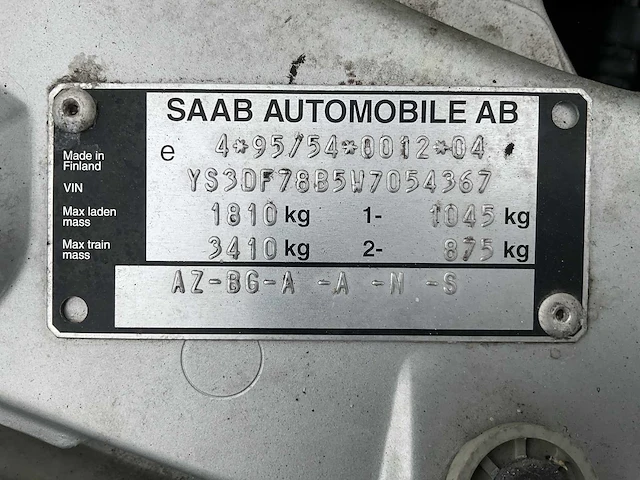 SAAB AUTOMOBILE AB
e 4*95/54*0012*04
Made in
Finland
VIN YS3DF78B5W7054367
Max laden
mass 1810 kg 1- 1045 kg
Max train
mass 3410 kg 2- 875 kg
AZ-BG-A -A -N -S